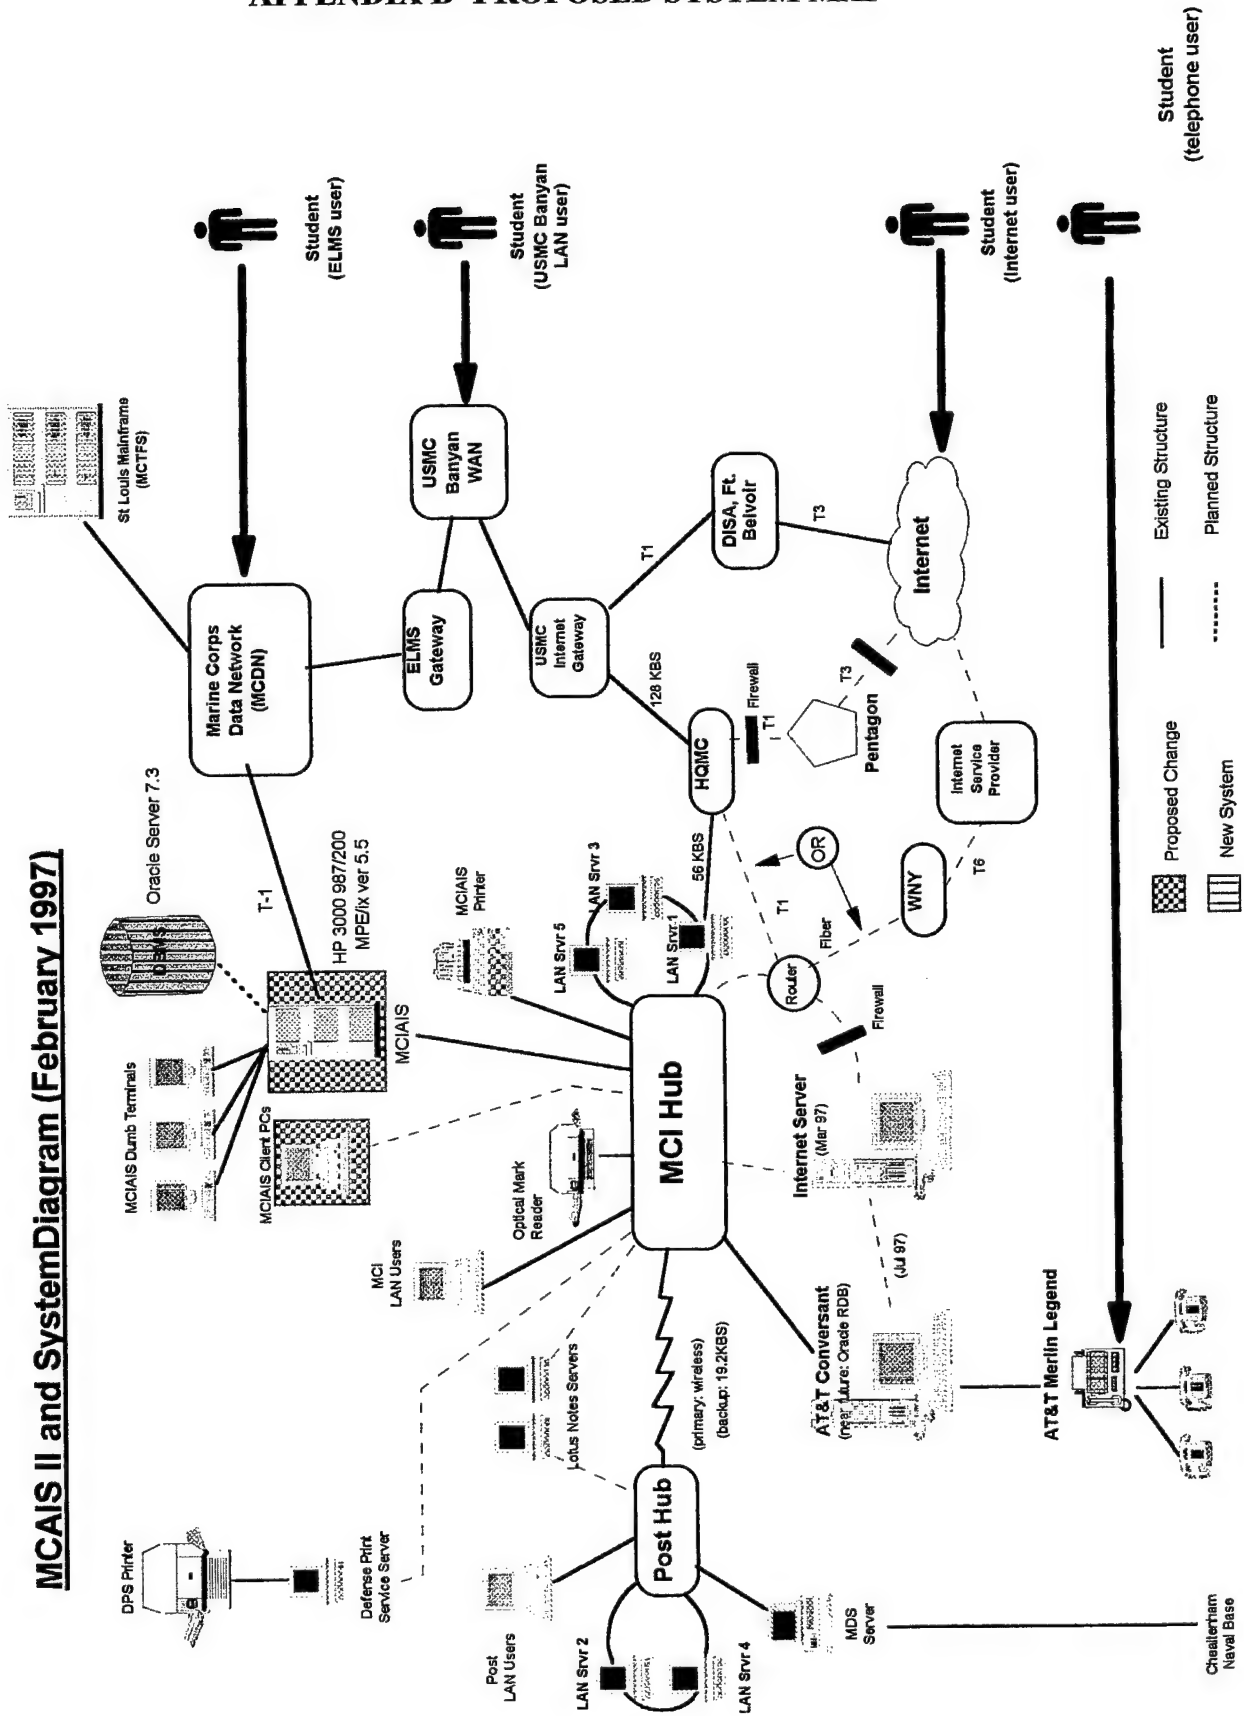 MCAIS II and SystemDiagram (February 1997)
DPS Printer
Defense Print
Service Server
Post
LAN Users
LAN Srvr 2
LAN Srvr 4
MDS
Server
Post Hub
Lotus Notes Servers
(primary: wireless)
(backup: 19.2KBS)
MCI
LAN Users
Optical Mark
Reader
MCIAIS Dumb Terminals
MCIAIS Client PCs
DBMS
Oracle Server 7.3
HP 3000 987/200
MPE/ix ver 5.5
MCIAIS
MCIAIS
Printer
T-1
MCI Hub
LAN Srvr 5
LAN Srvr 3
LAN Srvr 1
56 KBS
St Louis Mainframe
(MCTFS)
Marine Corps
Data Network
(MCDN)
ELMS
Gateway
USMC
Banyan
WAN
USMC
Internet
Gateway
128 KBS
T1
DISA, Ft.
Belvoir
T3
HQMC
Firewall
T1
Pentagon
T3
Internet
Internet
Service
Provider
T6
WNY
OR
T1
Fiber
Router
Firewall
Internet Server
(Mar 97)
(Jul 97)
AT&T Conversant
(near future: Oracle RDB)
AT&T Merlin Legend
Student
(ELMS user)
Student
(USMC Banyan
LAN user)
Student
(Internet user)
Student
(telephone user)
Chealterham
Naval Base
Proposed Change
New System
Existing Structure
Planned Structure